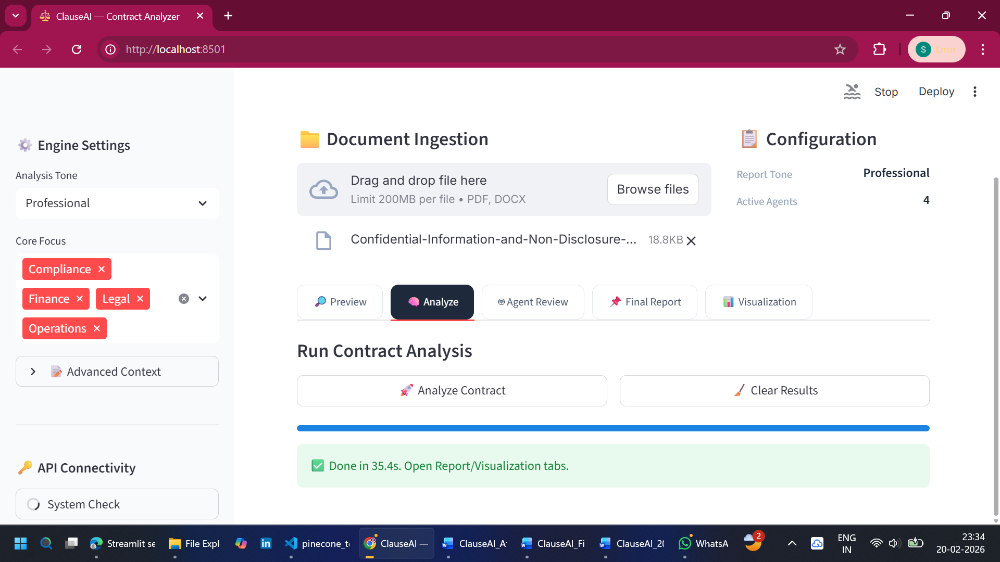 ClauseAI — Contract Analyzer
http://localhost:8501
S
Error
Stop
Deploy
Engine Settings
Analysis Tone
Professional
Core Focus
Compliance
Finance
Legal
Operations
Advanced Context
API Connectivity
System Check
Document Ingestion
Drag and drop file here
Limit 200MB per file • PDF, DOCX
Browse files
Confidential-Information-and-Non-Disclosure-...
18.8KB
Configuration
Report Tone
Professional
Active Agents
4
Preview
Analyze
Agent Review
Final Report
Visualization
Run Contract Analysis
Analyze Contract
Clear Results
Done in 35.4s. Open Report/Visualization tabs.
Streamlit se
File Expl
pinecone_te
ClauseAI —
ClauseAI_A
ClauseAI_Fi
ClauseAI_20
WhatsA
2
ENG
IN
23:34
20-02-2026